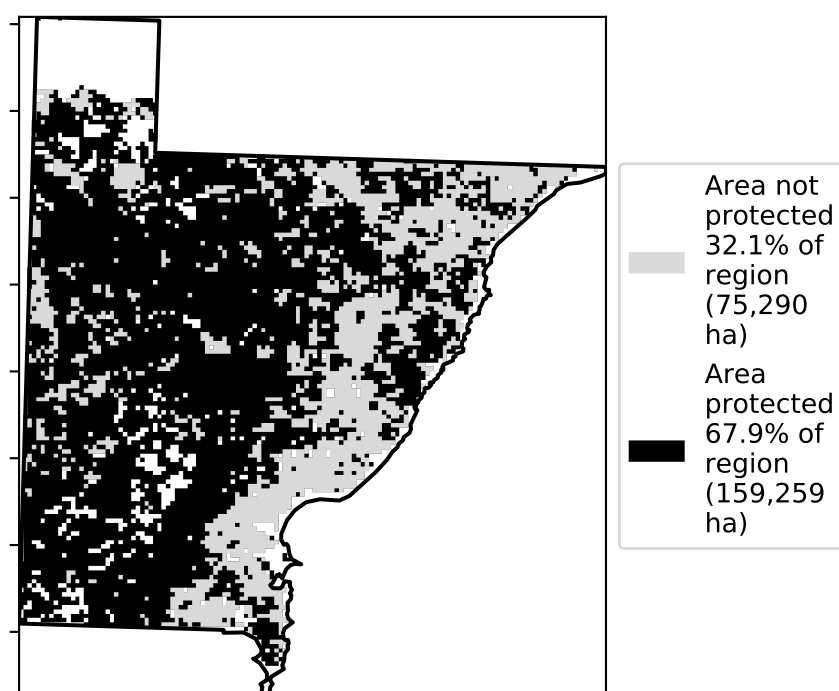 Area not
protected
32.1% of
region
(75,290
ha)
Area
protected
67.9% of
region
(159,259
ha)